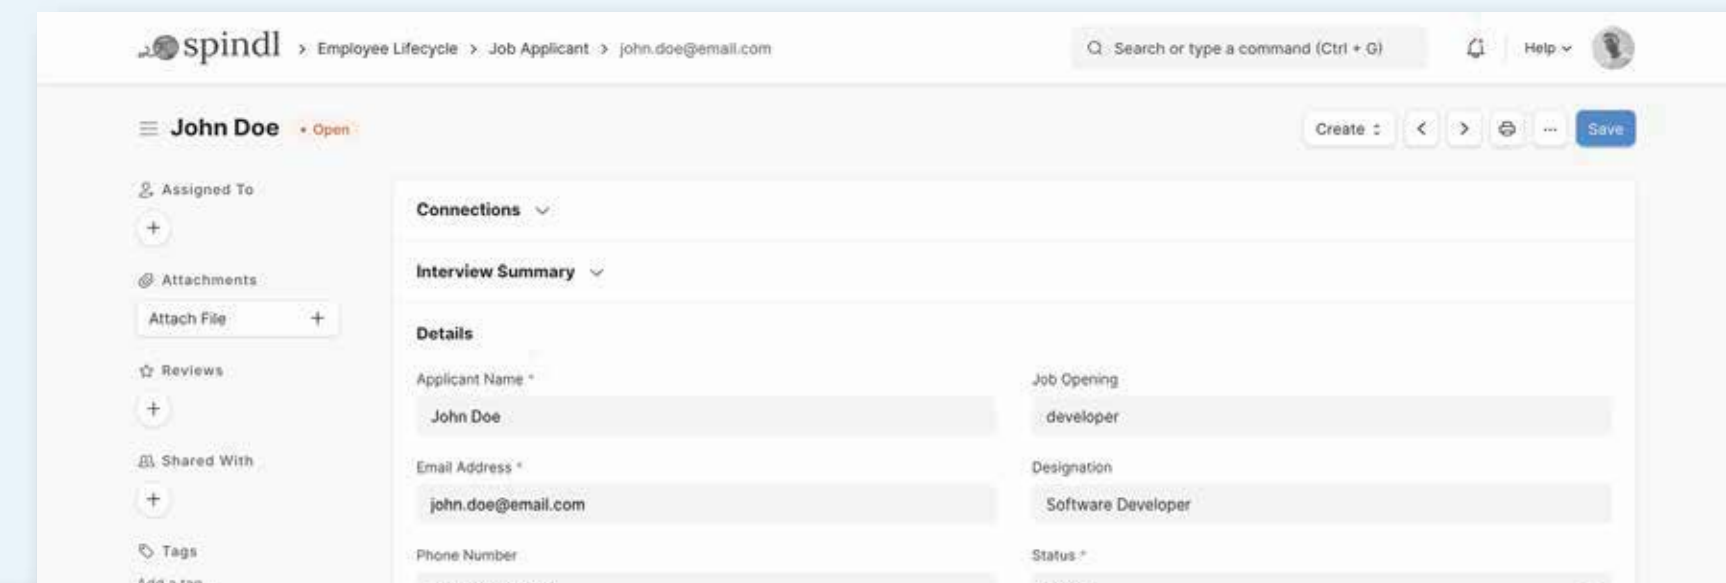 spindl > Employee Lifecycle > Job Applicant > john.doe@email.com
Search or type a command (Ctrl + G)
Help
John Doe • Open
Create
...
Save
Assigned To
+
Attachments
Attach File +
Reviews
+
Shared With
+
Tags
Add a tag
Connections
Interview Summary
Details
Applicant Name *
John Doe
Email Address *
john.doe@email.com
Phone Number
Job Opening
developer
Designation
Software Developer
Status *